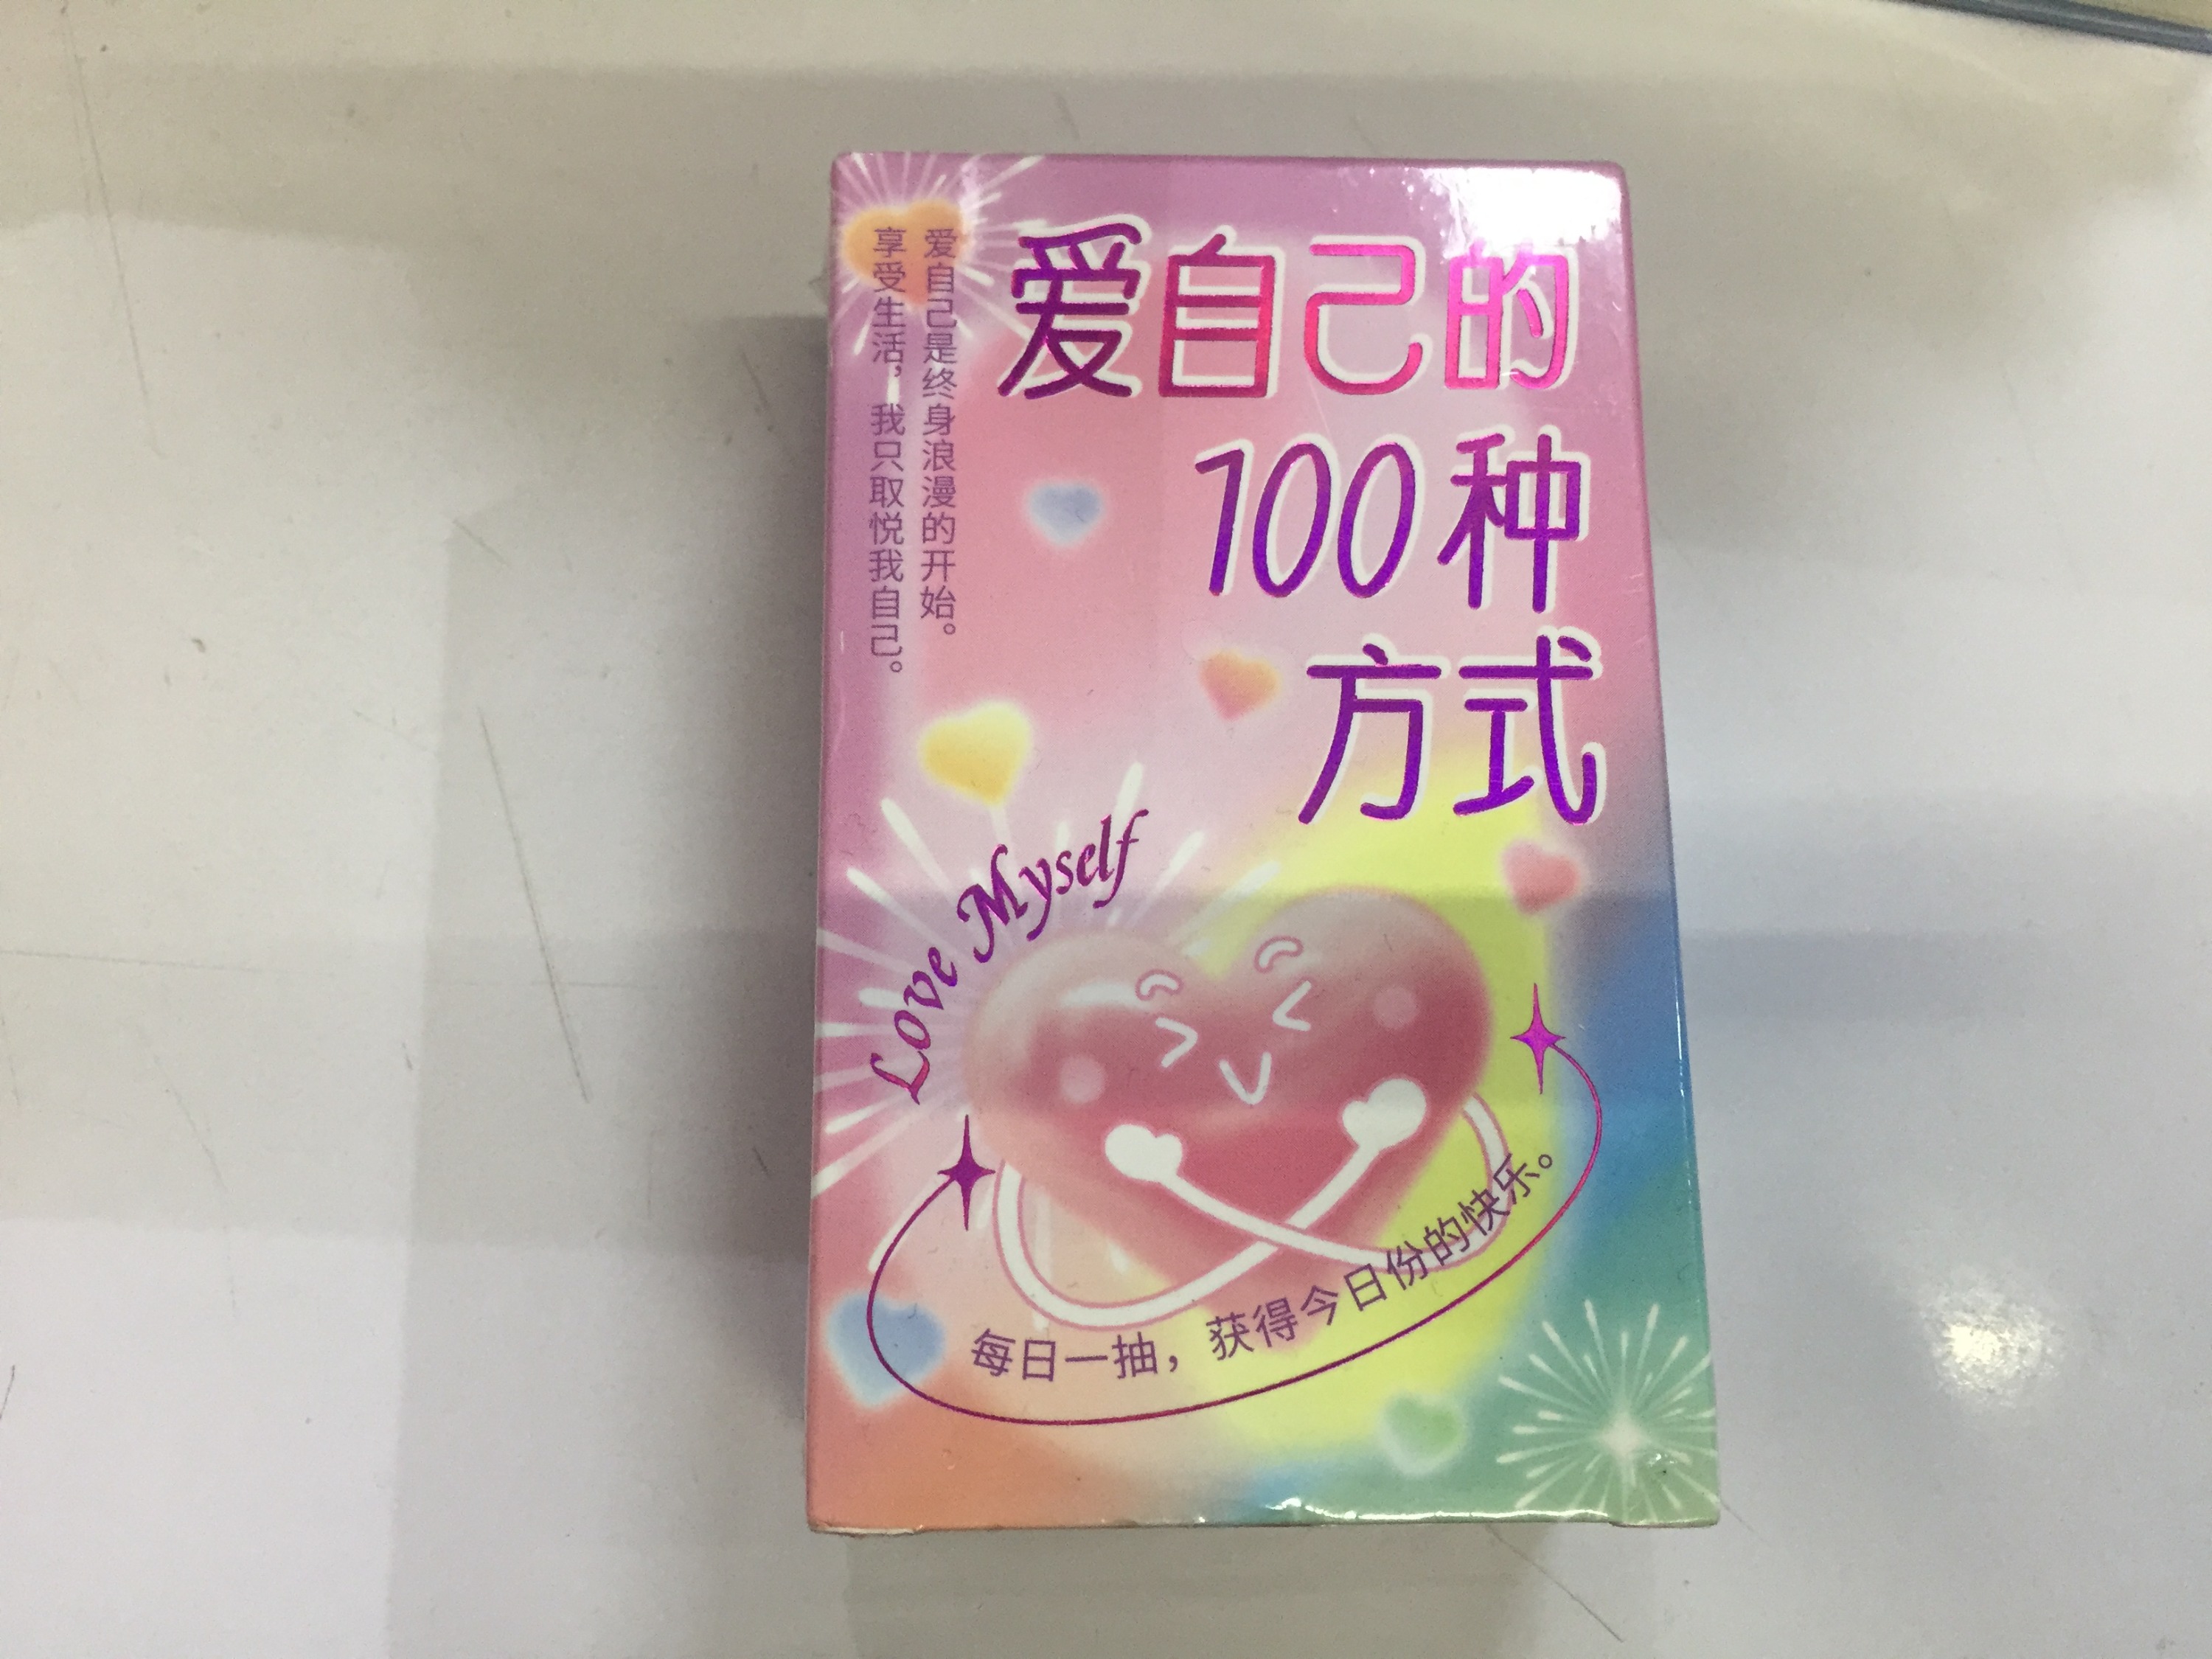 爱自己的
100种
方式
爱自己是终身浪漫的开始。
享受生活，我只取悦我自己。
Love Myself
每日一抽，获得今日份的快乐。